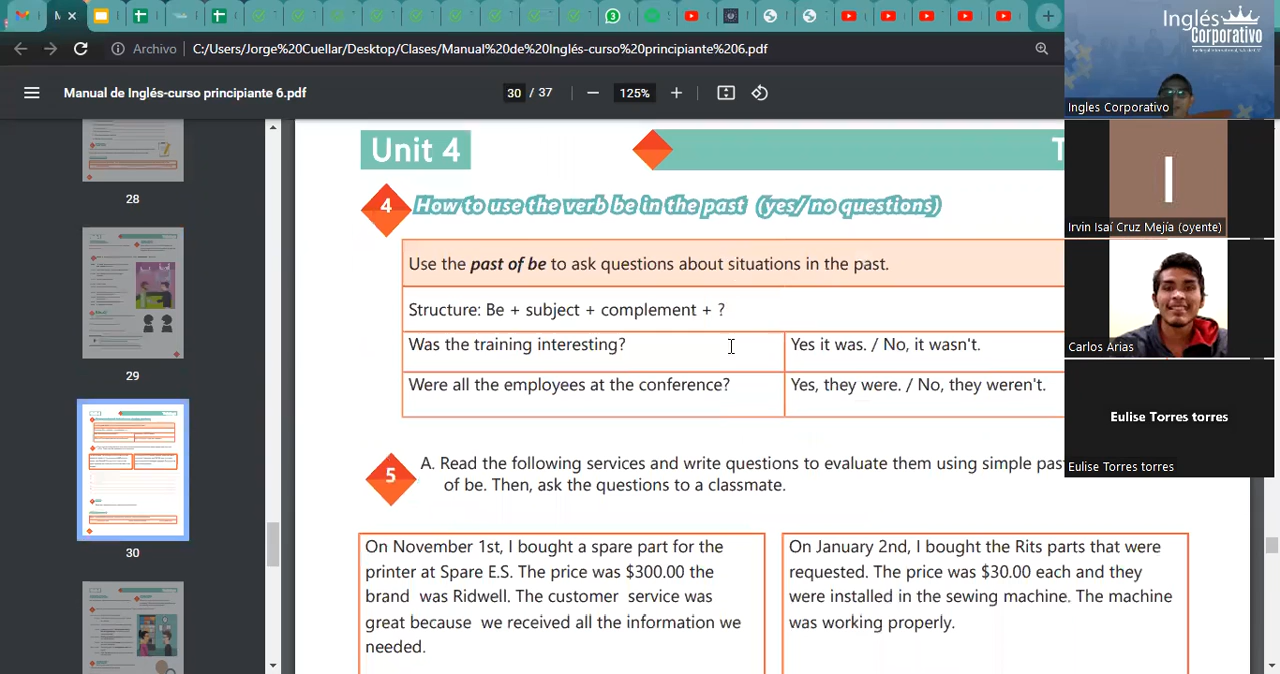 Archivo
C:/Users/Jorge%20Cuellar/Desktop/Clases/Manual%20de%20Inglés-curso%20principiante%206.pdf
Manual de Inglés-curso principiante 6.pdf
30 / 37
125%
28
29
30
Unit 4
4 How to use the verb be in the past (yes/ no questions)
Use the past of be to ask questions about situations in the past.
Structure: Be + subject + complement + ?
Was the training interesting?
Yes it was. / No, it wasn't.
Were all the employees at the conference?
Yes, they were. / No, they weren't.
5 A. Read the following services and write questions to evaluate them using simple pas
of be. Then, ask the questions to a classmate.
On November 1st, I bought a spare part for the
printer at Spare E.S. The price was $300.00 the
brand was Ridwell. The customer service was
great because we received all the information we
needed.
On January 2nd, I bought the Rits parts that were
requested. The price was $30.00 each and they
were installed in the sewing machine. The machine
was working properly.
Inglés
Corporativo
Ingles Corporativo
I
Irvin Isaí Cruz Mejía (oyente)
Carlos Arias
Eulise Torres torres
Eulise Torres torres